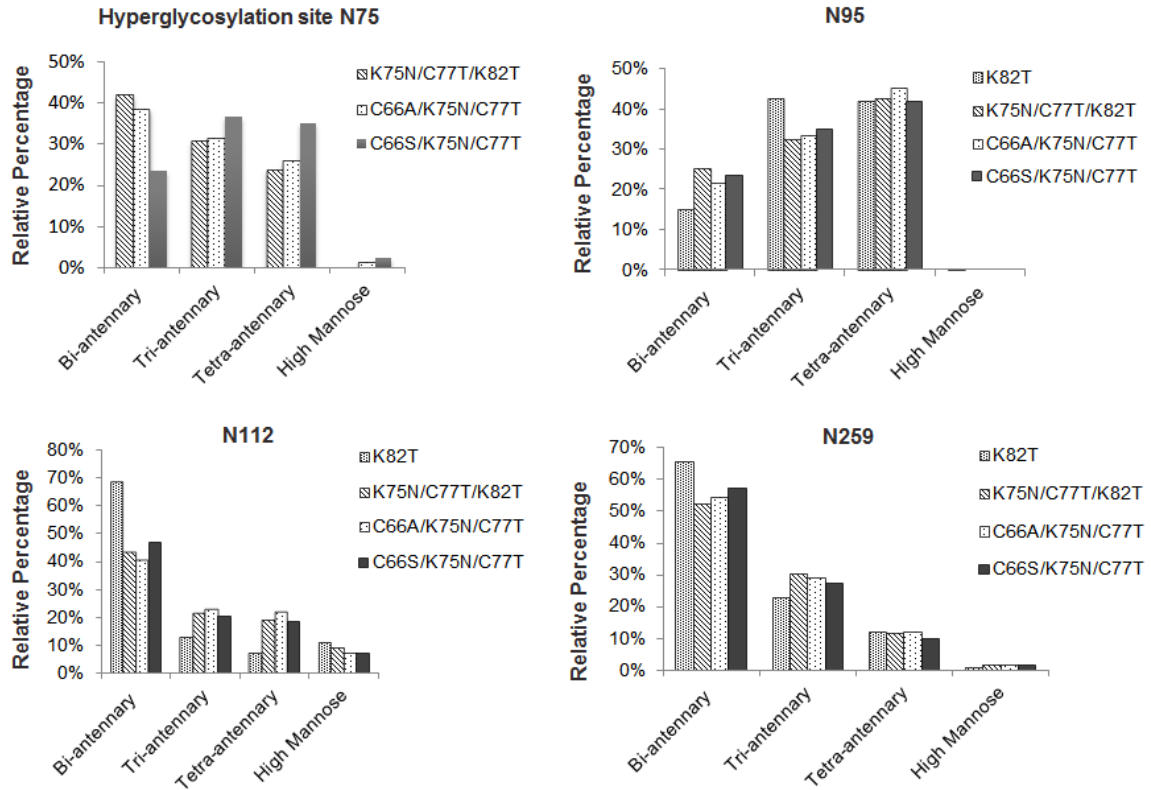 Hyperglycosylation site N75
Relative Percentage
50%
40%
30%
20%
10%
0%
Bi-antennary
Tri-antennary
Tetra-antennary
High Mannose
K75N/C77T/K82T
C66A/K75N/C77T
C66S/K75N/C77T
N95
Relative Percentage
50%
40%
30%
20%
10%
0%
Bi-antennary
Tri-antennary
Tetra-antennary
High Mannose
K82T
K75N/C77T/K82T
C66A/K75N/C77T
C66S/K75N/C77T
N112
Relative Percentage
80%
70%
60%
50%
40%
30%
20%
10%
0%
Bi-antennary
Tri-antennary
Tetra-antennary
High Mannose
K82T
K75N/C77T/K82T
C66A/K75N/C77T
C66S/K75N/C77T
N259
Relative Percentage
70%
60%
50%
40%
30%
20%
10%
0%
Bi-antennary
Tri-antennary
Tetra-antennary
High Mannose
K82T
K75N/C77T/K82T
C66A/K75N/C77T
C66S/K75N/C77T